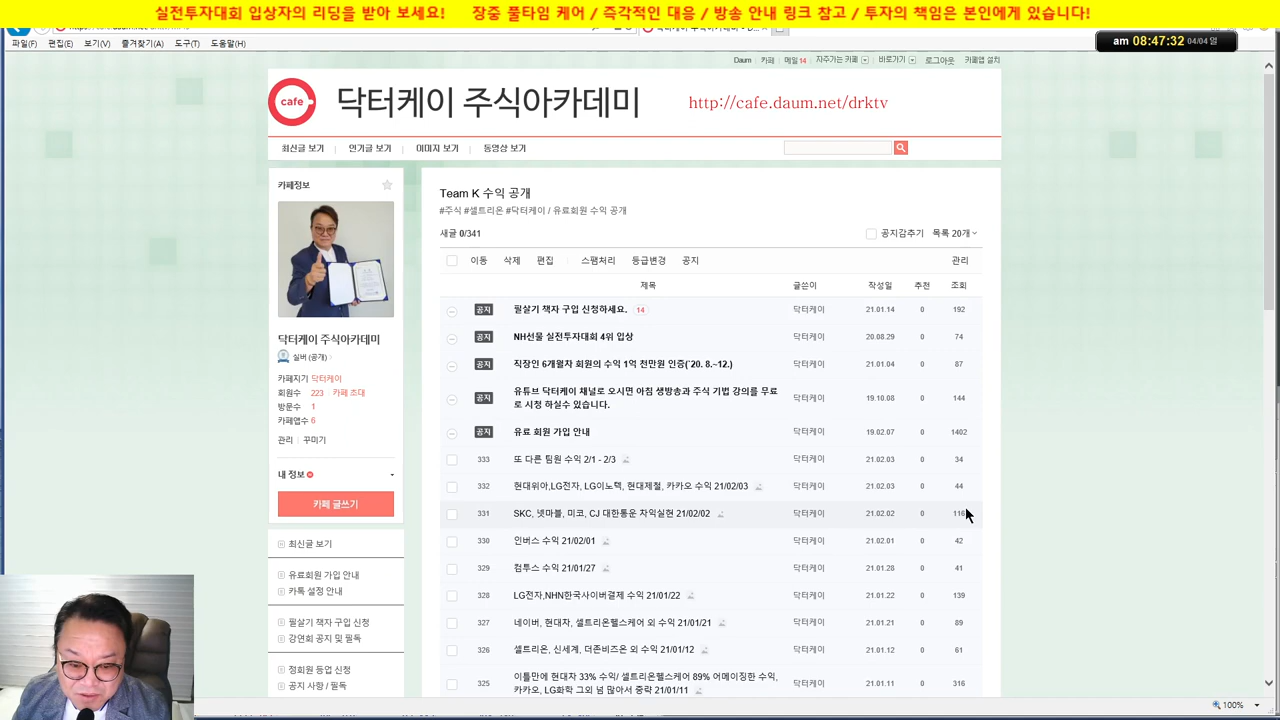 실전투자대회 입상자의 리딩을 받아 보세요! 장중 풀타임 케어 / 즉각적인 대응 / 방송 안내 링크 참고 / 투자의 책임은 본인에게 있습니다!
파일(F) 편집(E) 보기(V) 즐겨찾기(A) 도구(T) 도움말(H)
am 08:47:32 04/04 월
Daum 카페 메일 14 자주가는 카페 바로가기 로그아웃 카페앱 설치
cafe 닥터케이 주식아카데미 http://cafe.daum.net/drktv
최신글 보기 인기글 보기 이미지 보기 동영상 보기
카페정보
닥터케이 주식아카데미
실버 (공개)
카페지기 닥터케이
회원수 223 카페 초대
방문수 1
카페앱수 6
관리 꾸미기
내 정보
카페 글쓰기
최신글 보기
유료회원 가입 안내
카톡 설정 안내
필살기 책자 구입 신청
강연회 공지 및 필독
정회원 등업 신청
공지 사항 / 필독
Team K 수익 공개
#주식 #셀트리온 #닥터케이 / 유료회원 수익 공개
새글 0/341 공지감추기 목록 20개
이동 삭제 편집 스팸처리 등급변경 공지 관리
제목 글쓴이 작성일 추천 조회
공지 필살기 책자 구입 신청하세요. 14 닥터케이 21.01.14 0 192
공지 NH선물 실전투자대회 4위 입상 닥터케이 20.08.29 0 74
공지 직장인 6개월차 회원의 수익 1억 천만원 인증(`20. 8.~12.) 닥터케이 21.01.04 0 87
공지 유튜브 닥터케이 채널로 오시면 아침 생방송과 주식 기법 강의를 무료
로 시청 하실수 있습니다. 닥터케이 19.10.08 0 144
공지 유료 회원 가입 안내 닥터케이 19.02.07 0 1402
333 또 다른 팀원 수익 2/1 - 2/3 닥터케이 21.02.03 0 34
332 현대위아,LG전자, LG이노텍, 현대제철, 카카오 수익 21/02/03 닥터케이 21.02.03 0 44
331 SKC, 넷마블, 미코, CJ 대한통운 차익실현 21/02/02 닥터케이 21.02.02 0 116
330 인버스 수익 21/02/01 닥터케이 21.02.01 0 42
329 컴투스 수익 21/01/27 닥터케이 21.01.28 0 41
328 LG전자,NHN한국사이버결제 수익 21/01/22 닥터케이 21.01.22 0 139
327 네이버, 현대차, 셀트리온헬스케어 외 수익 21/01/21 닥터케이 21.01.21 0 89
326 셀트리온, 신세계, 더존비즈온 외 수익 21/01/12 닥터케이 21.01.12 0 61
325 이틀만에 현대차 33% 수익/ 셀트리온헬스케어 89% 어메이징한 수익,
카카오, LG화학 그외 넘 많아서 중략 21/01/11 닥터케이 21.01.11 0 316
100%